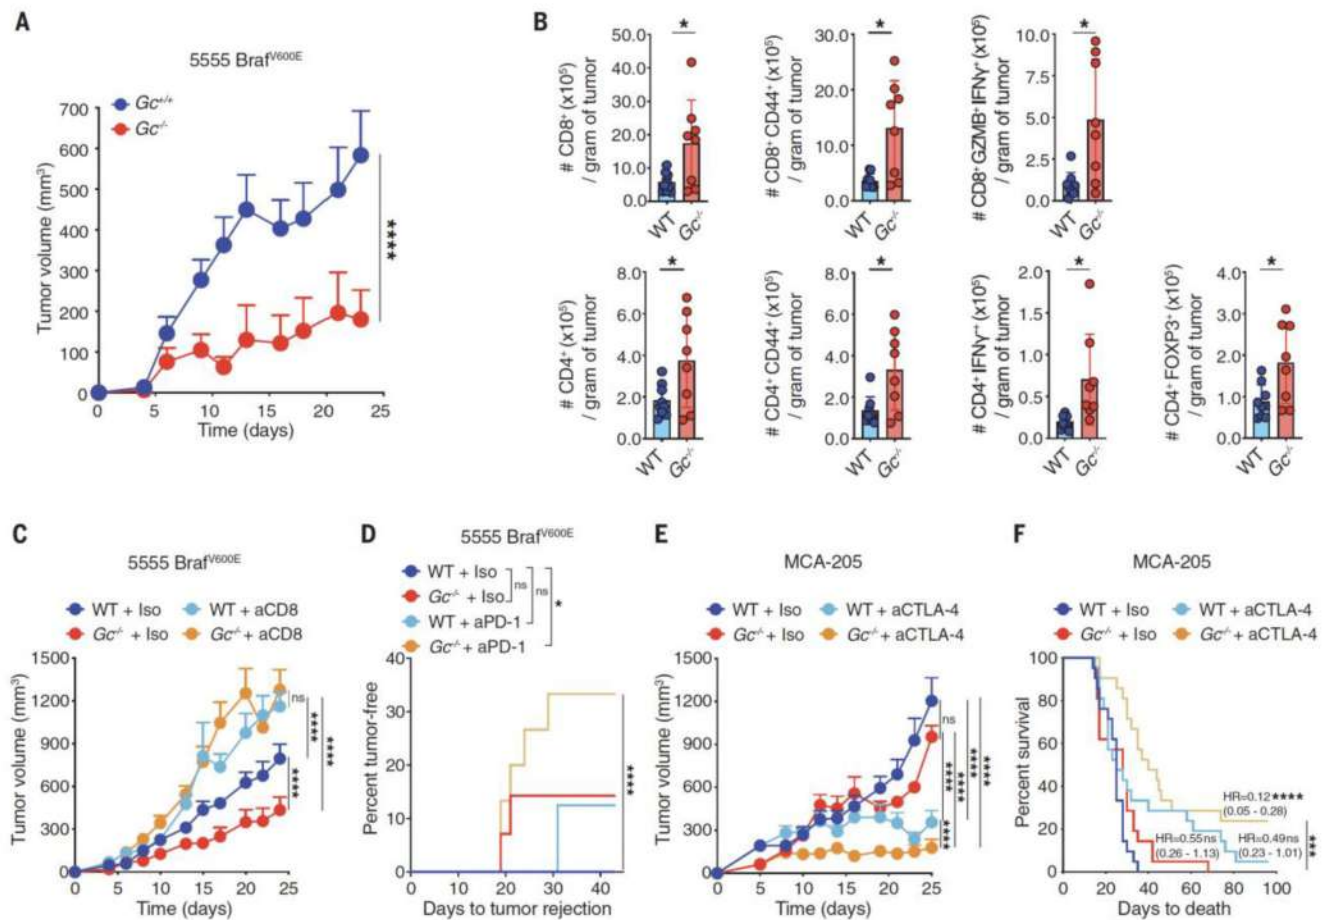 A
5555 Braf^V600E
Gc+/+
Gc-/-
Tumor volume (mm³)
700
600
500
400
300
200
100
0
****
0 5 10 15 20 25
Time (days)
B
# CD8+ (x10⁵)
/ gram of tumor
50.0
40.0
30.0
20.0
10.0
0.0
*
WT
Gc-/-
# CD8+ CD44+ (x10⁵)
/ gram of tumor
30.0
20.0
10.0
0.0
*
WT
Gc-/-
# CD8+ GZMB+ IFNγ+ (x10⁵)
/ gram of tumor
10.0
7.5
5.0
2.5
0.0
*
WT
Gc-/-
# CD4+ (x10⁵)
/ gram of tumor
8.0
6.0
4.0
2.0
0.0
*
WT
Gc-/-
# CD4+ CD44+ (x10⁵)
/ gram of tumor
8.0
6.0
4.0
2.0
0.0
*
WT
Gc-/-
# CD4+ IFNγ+ (x10⁵)
/ gram of tumor
2.0
1.5
1.0
0.5
0.0
*
WT
Gc-/-
# CD4+ FOXP3+ (x10⁵)
/ gram of tumor
4.0
3.0
2.0
1.0
0.0
*
WT
Gc-/-
C
5555 Braf^V600E
WT + Iso WT + aCD8
Gc-/- + Iso Gc-/- + aCD8
Tumor volume (mm³)
1500
1200
900
600
300
0
ns
****
****
****
0 5 10 15 20 25
Time (days)
D
5555 Braf^V600E
WT + Iso
Gc-/- + Iso
WT + aPD-1
Gc-/- + aPD-1
ns
ns
*
Percent tumor-free
40
30
20
10
0
****
0 10 20 30 40
Days to tumor rejection
E
MCA-205
WT + Iso WT + aCTLA-4
Gc-/- + Iso Gc-/- + aCTLA-4
Tumor volume (mm³)
1500
1200
900
600
300
0
ns
****
****
****
****
****
0 5 10 15 20 25
Time (days)
F
MCA-205
WT + Iso WT + aCTLA-4
Gc-/- + Iso Gc-/- + aCTLA-4
Percent survival
100
80
60
40
20
0
HR=0.12****
(0.05 - 0.28)
HR=0.55ns HR=0.49ns
(0.26 - 1.13) (0.23 - 1.01)
***
0 20 40 60 80 100
Days to death